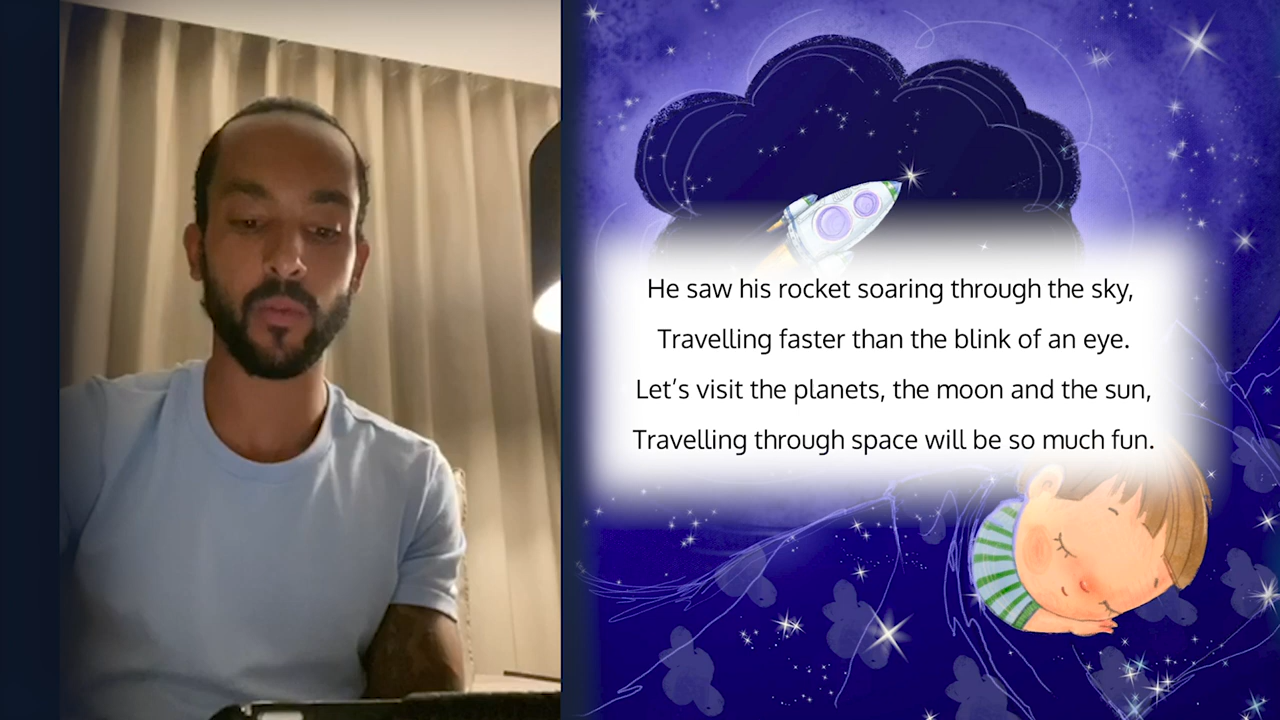 He saw his rocket soaring through the sky,
Travelling faster than the blink of an eye.
Let’s visit the planets, the moon and the sun,
Travelling through space will be so much fun.